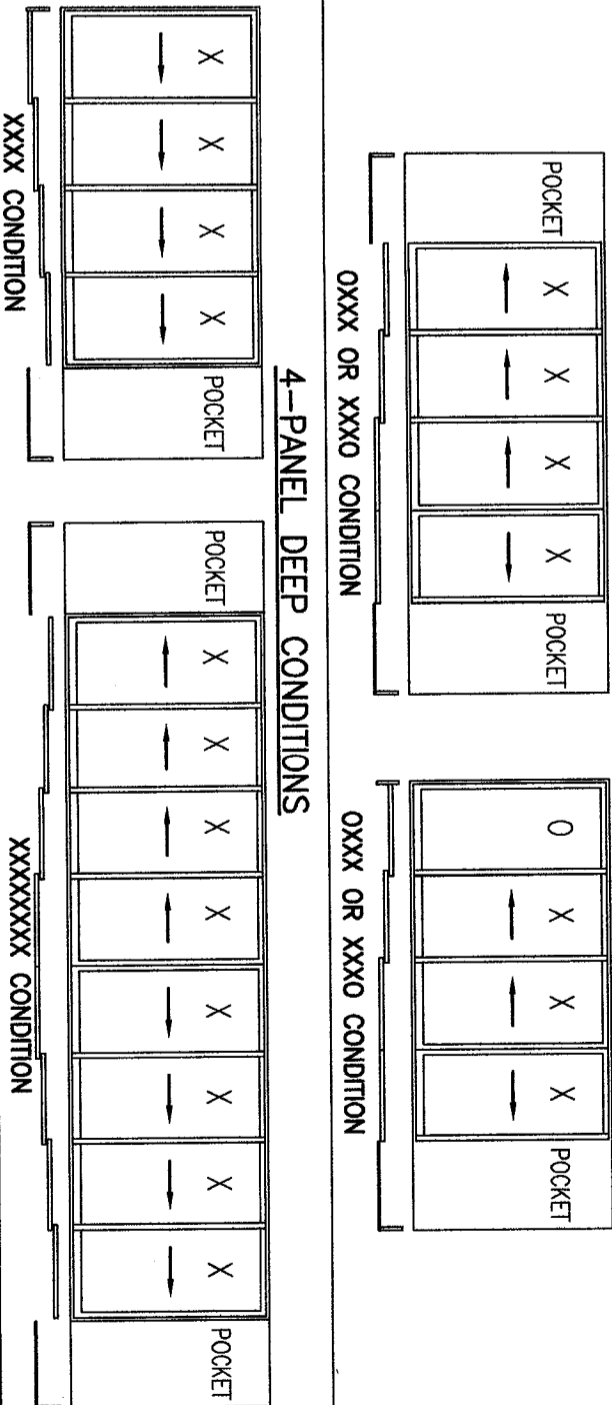 POCKET X X X X POCKET O X X X POCKET
OXXX OR XXXO CONDITION OXXX OR XXXO CONDITION
4-PANEL DEEP CONDITIONS
X X X X POCKET POCKET X X X X X X X X POCKET
XXXX CONDITION XXXXXXXX CONDITION